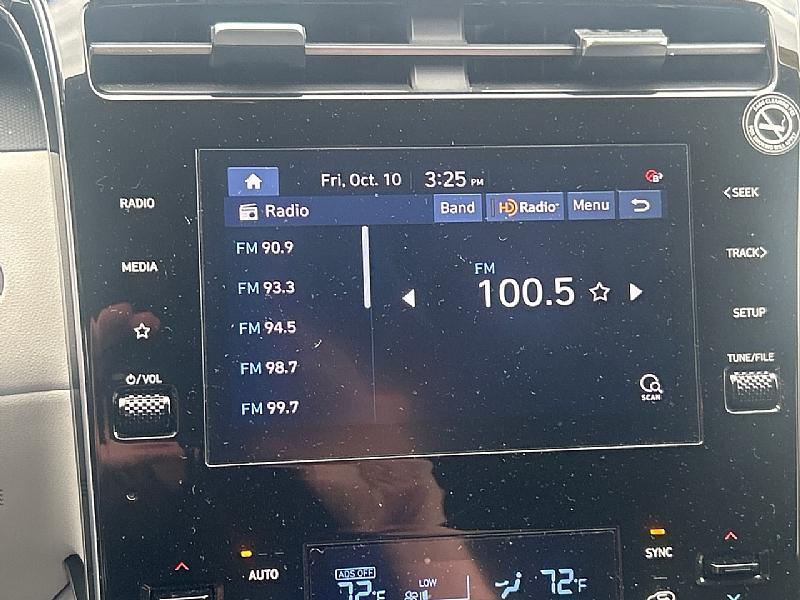 Fri, Oct. 10 3:25 PM
Radio Band HD Radio Menu
FM 90.9
FM 93.3
FM 94.5
FM 98.7
FM 99.7
FM
100.5
SCAN
RADIO
MEDIA
⏻/VOL
<SEEK
TRACK>
SETUP
TUNE/FILE
AUTO
ADS OFF
72°F
LOW
72°F
SYNC